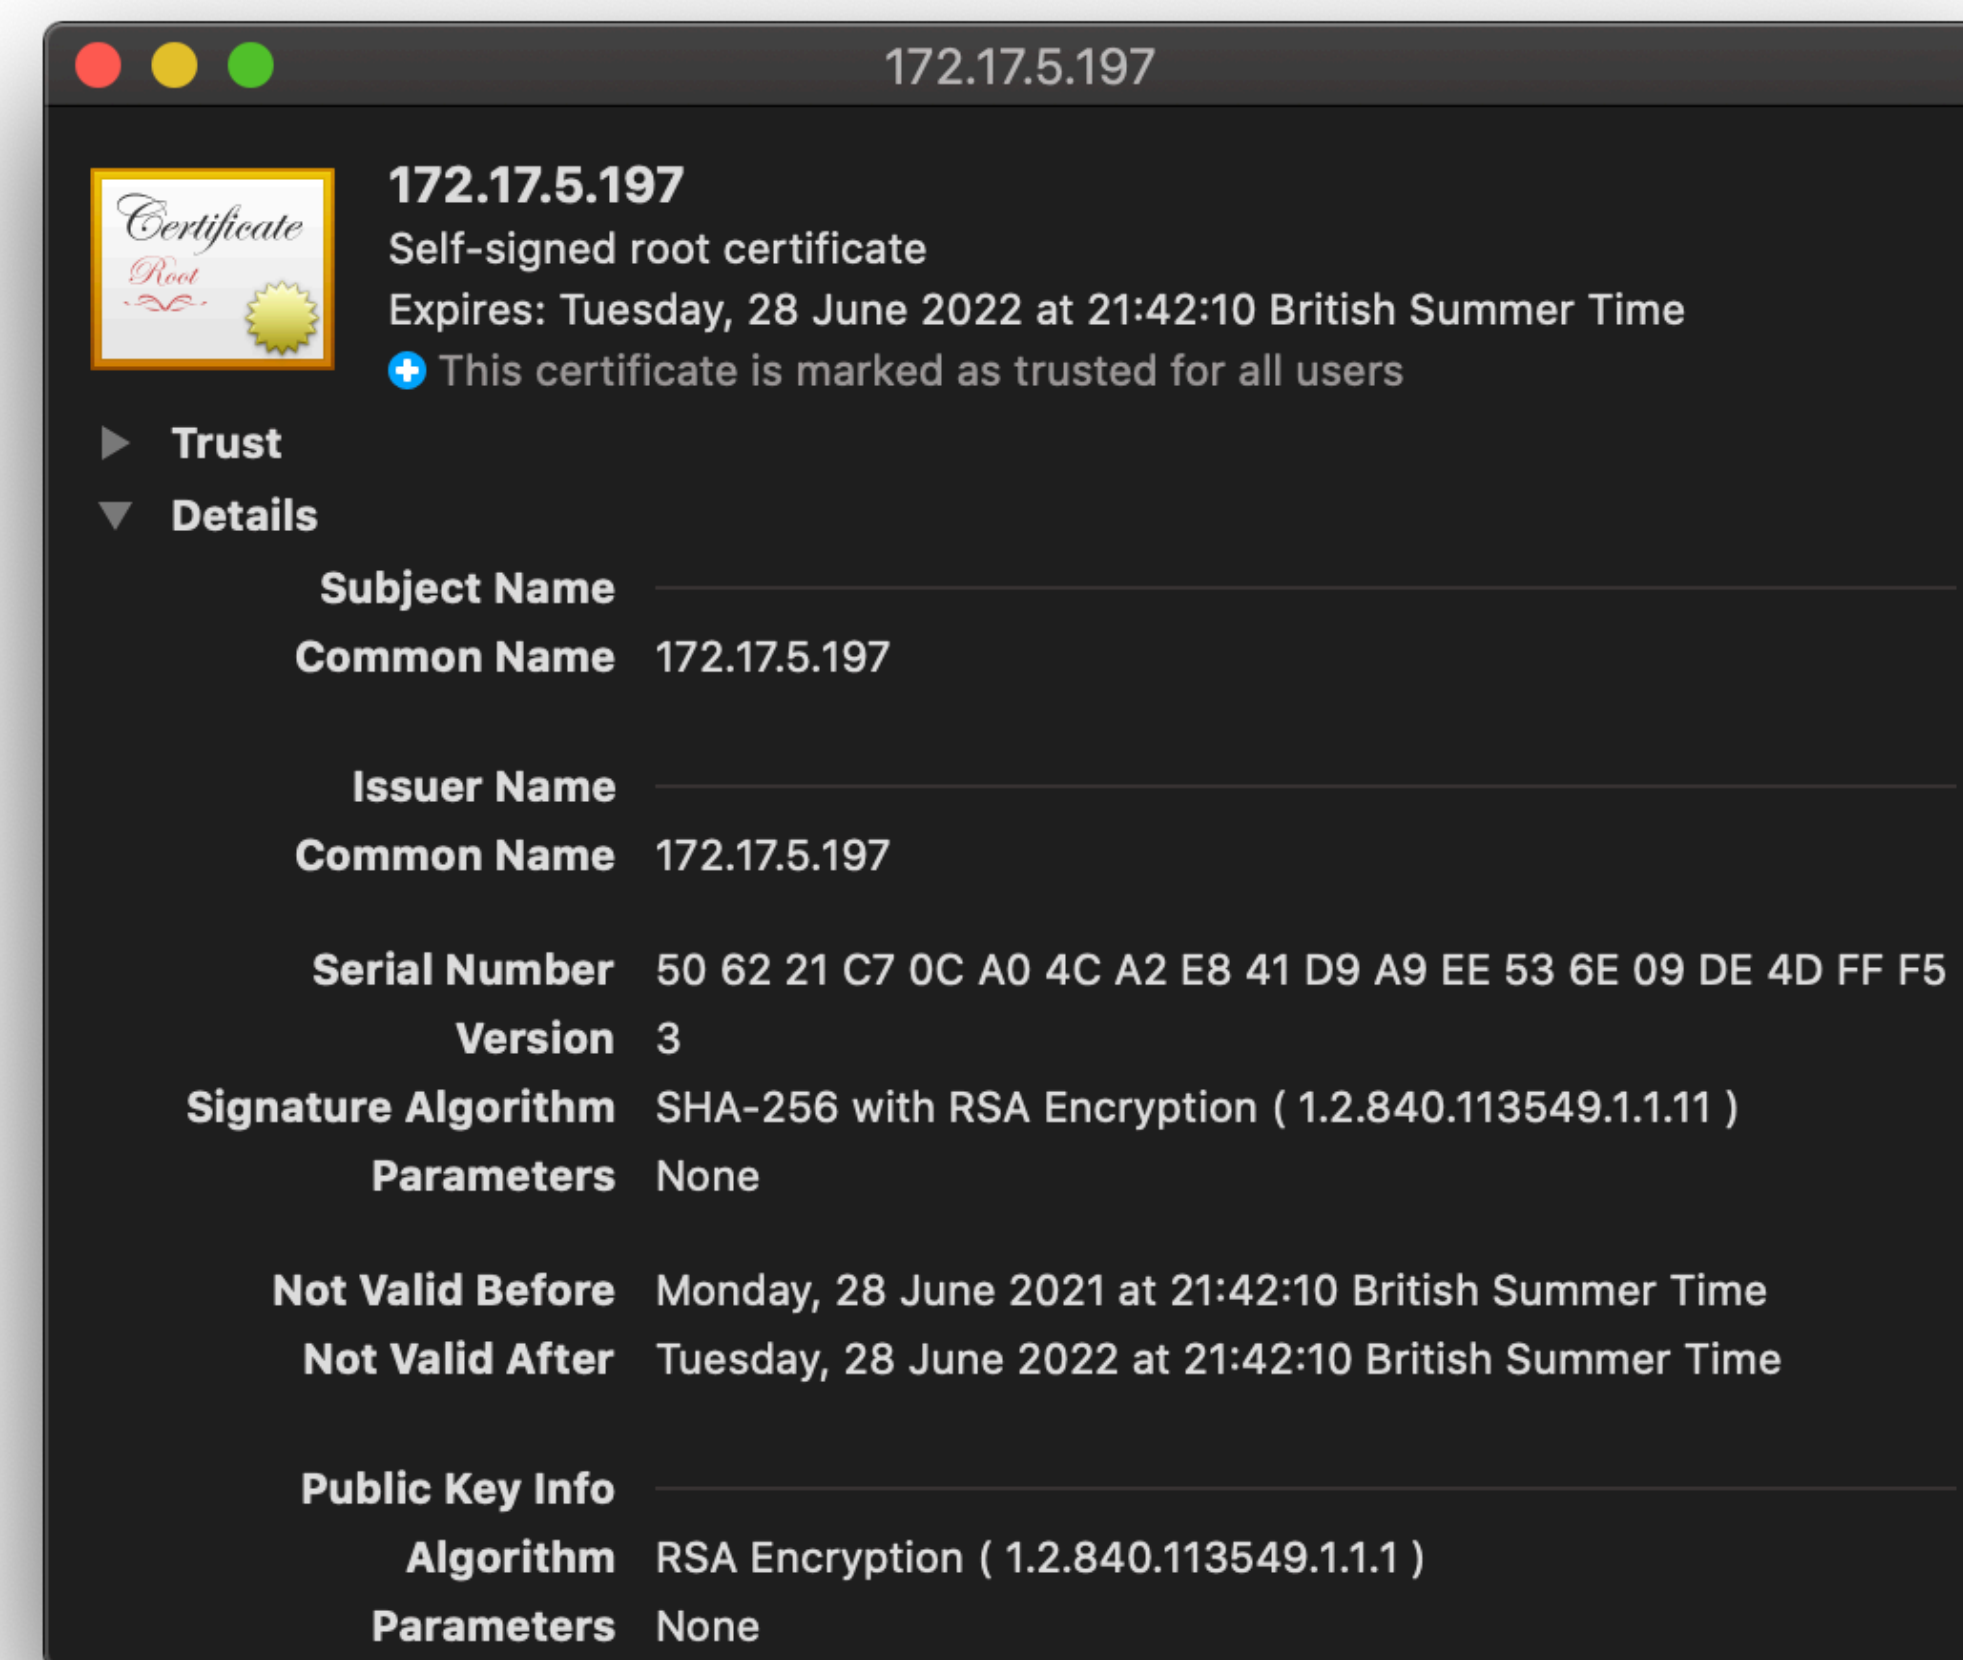 172.17.5.197
Certificate
Root
172.17.5.197
Self-signed root certificate
Expires: Tuesday, 28 June 2022 at 21:42:10 British Summer Time
This certificate is marked as trusted for all users
Trust
Details
Subject Name
Common Name 172.17.5.197
Issuer Name
Common Name 172.17.5.197
Serial Number 50 62 21 C7 0C A0 4C A2 E8 41 D9 A9 EE 53 6E 09 DE 4D FF F5
Version 3
Signature Algorithm SHA-256 with RSA Encryption ( 1.2.840.113549.1.1.11 )
Parameters None
Not Valid Before Monday, 28 June 2021 at 21:42:10 British Summer Time
Not Valid After Tuesday, 28 June 2022 at 21:42:10 British Summer Time
Public Key Info
Algorithm RSA Encryption ( 1.2.840.113549.1.1.1 )
Parameters None